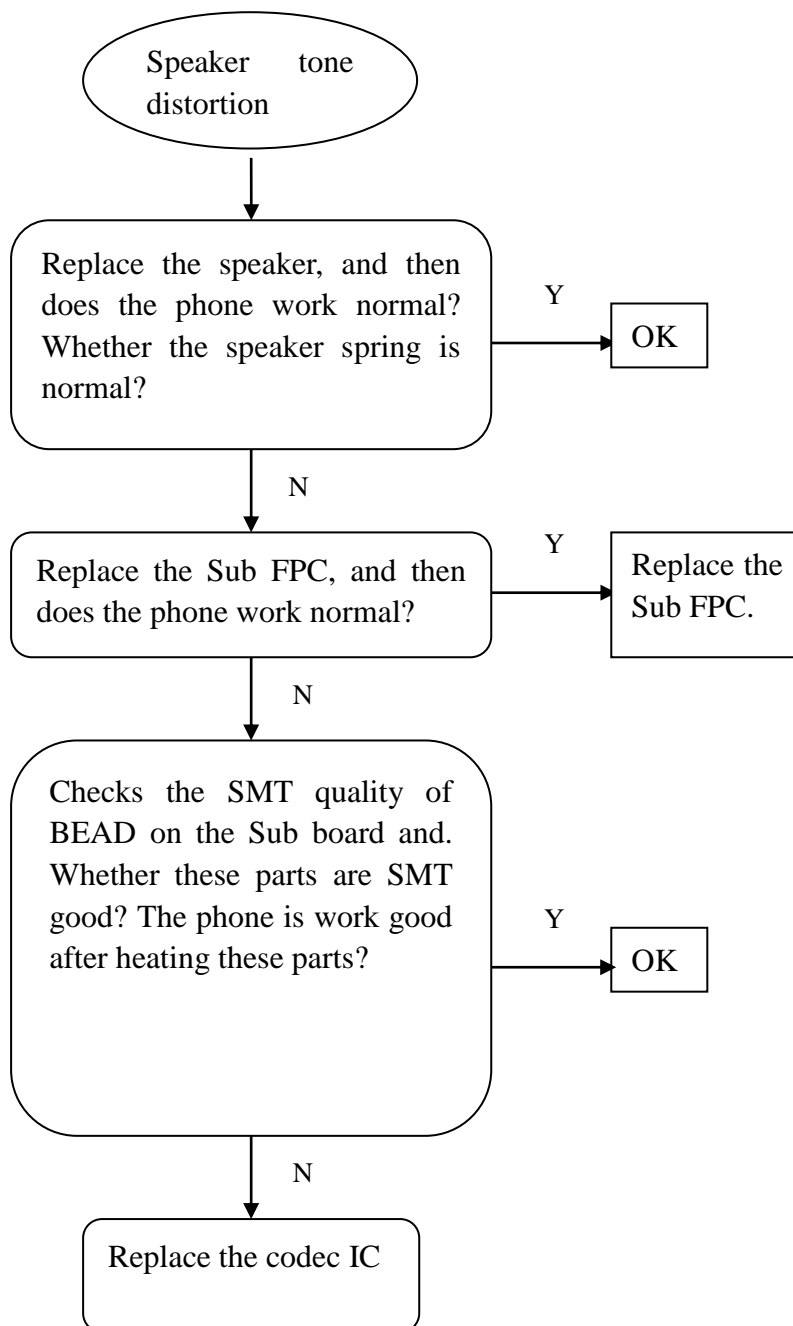 Speaker tone
distortion
Replace the speaker, and then
does the phone work normal?
Whether the speaker spring is
normal?
Y
OK
N
Replace the Sub FPC, and then
does the phone work normal?
Y
Replace the
Sub FPC.
N
Checks the SMT quality of
BEAD on the Sub board and.
Whether these parts are SMT
good? The phone is work good
after heating these parts?
Y
OK
N
Replace the codec IC